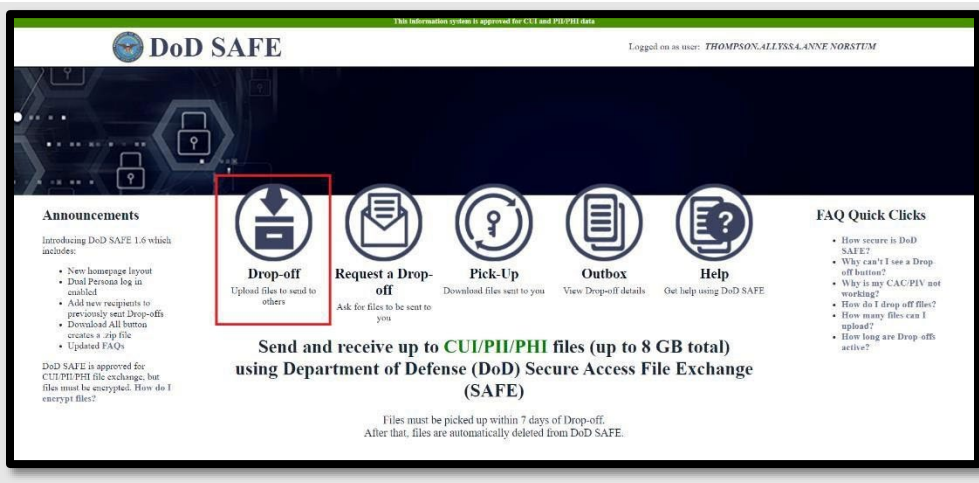 This information system is approved for CUI and PII/PHI data
DoD SAFE
Logged on as user: THOMPSON.ALLYSSA.ANNE NORSTUM
Announcements
Introducing DoD SAFE 1.6 which
includes:
• New homepage layout
• Dual Persona log in
enabled
• Add new recipients to
previously sent Drop-offs
• Download All button
creates a .zip file
• Updated FAQs
DoD SAFE is approved for
CUI/PII/PHI file exchange, but
files must be encrypted. How do I
encrypt files?
Drop-off
Upload files to send to
others
Request a Drop-
off
Ask for files to be sent to
you
Pick-Up
Download files sent to you
Outbox
View Drop-off details
Help
Get help using DoD SAFE
Send and receive up to CUI/PII/PHI files (up to 8 GB total)
using Department of Defense (DoD) Secure Access File Exchange
(SAFE)
Files must be picked up within 7 days of Drop-off.
After that, files are automatically deleted from DoD SAFE.
FAQ Quick Clicks
• How secure is DoD
SAFE?
• Why can't I see a Drop-
off button?
• Why is my CAC/PIV not
working?
• How do I drop off files?
• How many files can I
upload?
• How long are Drop-offs
active?